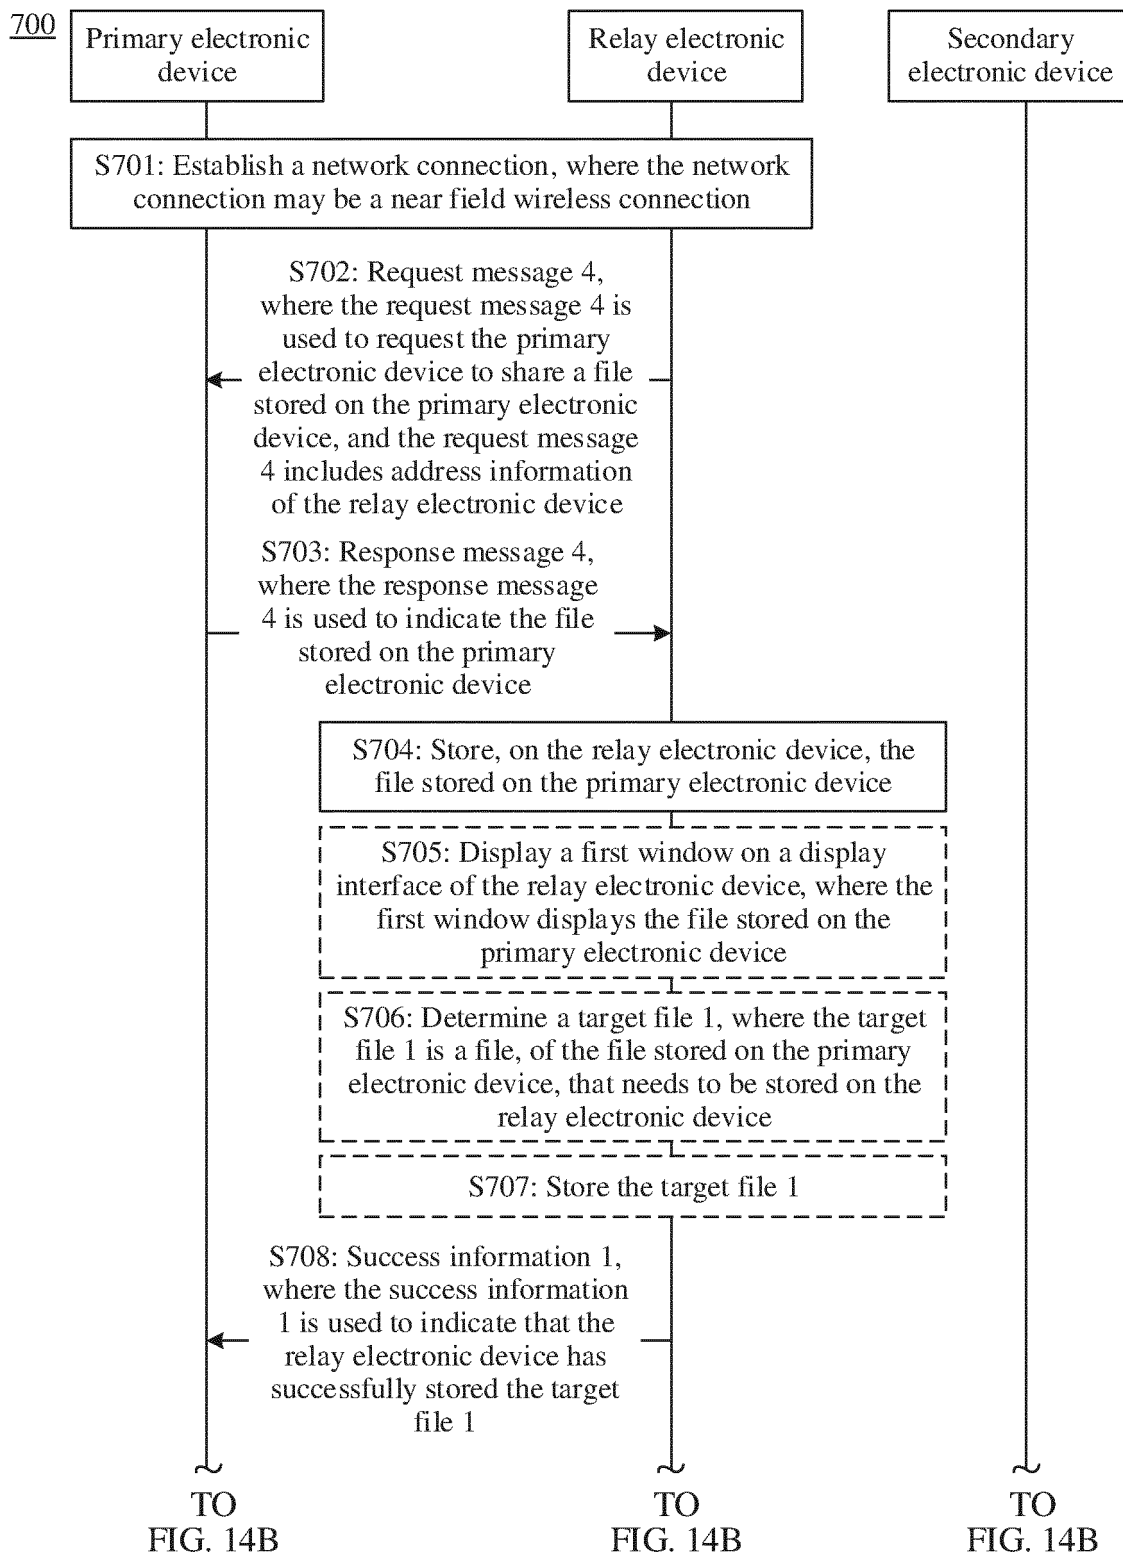 700
Primary electronic
device
Relay electronic
device
Secondary
electronic device
S701: Establish a network connection, where the network
connection may be a near field wireless connection
S702: Request message 4,
where the request message 4 is
used to request the primary
electronic device to share a file
stored on the primary electronic
device, and the request message
4 includes address information
of the relay electronic device
S703: Response message 4,
where the response message
4 is used to indicate the file
stored on the primary
electronic device
S704: Store, on the relay electronic device, the
file stored on the primary electronic device
S705: Display a first window on a display
interface of the relay electronic device, where the
first window displays the file stored on the
primary electronic device
S706: Determine a target file 1, where the target
file 1 is a file, of the file stored on the primary
electronic device, that needs to be stored on the
relay electronic device
S707: Store the target file 1
S708: Success information 1,
where the success information
1 is used to indicate that the
relay electronic device has
successfully stored the target
file 1
TO
FIG. 14B
TO
FIG. 14B
TO
FIG. 14B